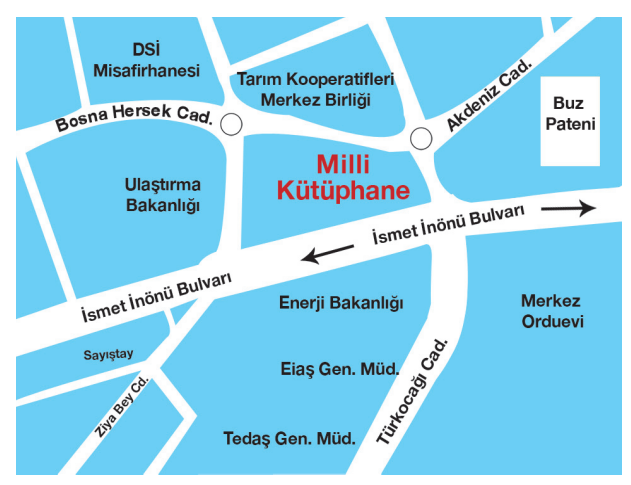 DSİ
Misafirhanesi
Tarım Kooperatifleri
Merkez Birliği
Akdeniz Cad.
Buz
Pateni
Bosna Hersek Cad.
Milli
Kütüphane
Ulaştırma
Bakanlığı
İsmet İnönü Bulvarı
İsmet İnönü Bulvarı
Enerji Bakanlığı
Merkez
Orduevi
Sayıştay
Eiaş Gen. Müd.
Türkocağı Cad.
Ziya Bey Cd.
Tedaş Gen. Müd.